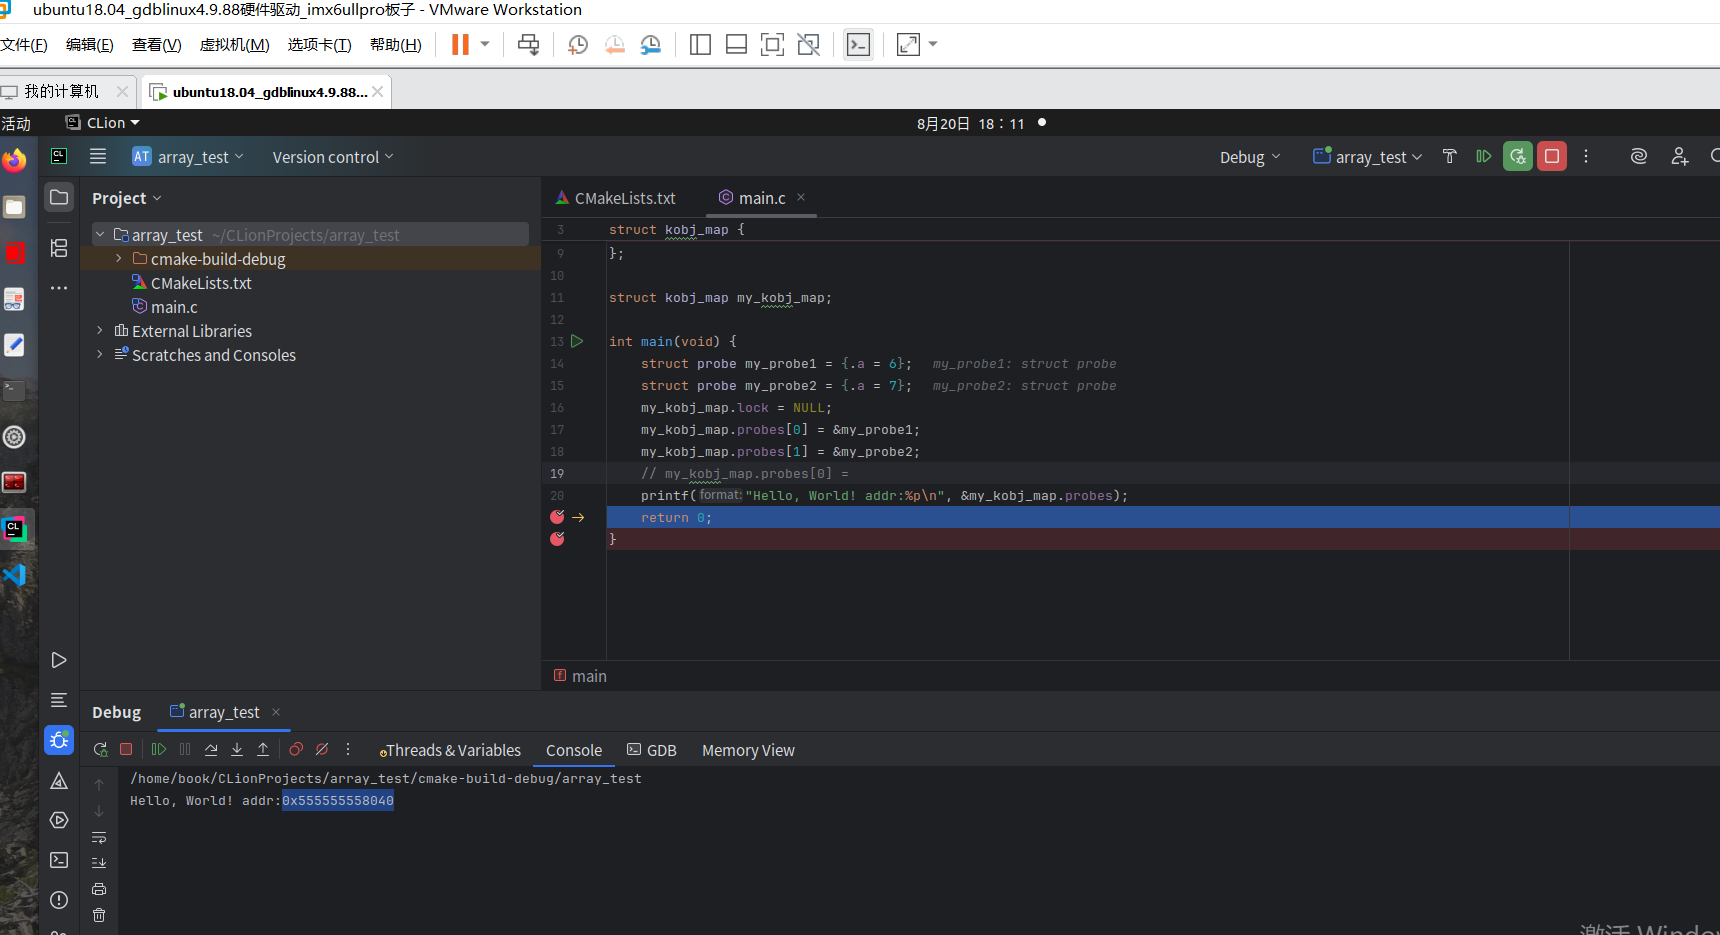 ubuntu18.04_gdblinux4.9.88硬件驱动_imx6ullpro板子 - VMware Workstation
文件(F) 编辑(E) 查看(V) 虚拟机(M) 选项卡(T) 帮助(H)
我的计算机 ubuntu18.04_gdblinux4.9.88...
活动 CLion 8月20日 18：11
AT array_test Version control Debug array_test
Project CMakeLists.txt main.c
array_test ~/CLionProjects/array_test
cmake-build-debug
CMakeLists.txt
main.c
External Libraries
Scratches and Consoles
3 struct kobj_map {
9 };
10
11 struct kobj_map my_kobj_map;
12
13 int main(void) {
14 struct probe my_probe1 = {.a = 6}; my_probe1: struct probe
15 struct probe my_probe2 = {.a = 7}; my_probe2: struct probe
16 my_kobj_map.lock = NULL;
17 my_kobj_map.probes[0] = &my_probe1;
18 my_kobj_map.probes[1] = &my_probe2;
19 // my_kobj_map.probes[0] =
20 printf(format:"Hello, World! addr:%p\n", &my_kobj_map.probes);
return 0;
}
main
Debug array_test
Threads & Variables Console GDB Memory View
/home/book/CLionProjects/array_test/cmake-build-debug/array_test
Hello, World! addr:0x555555558040